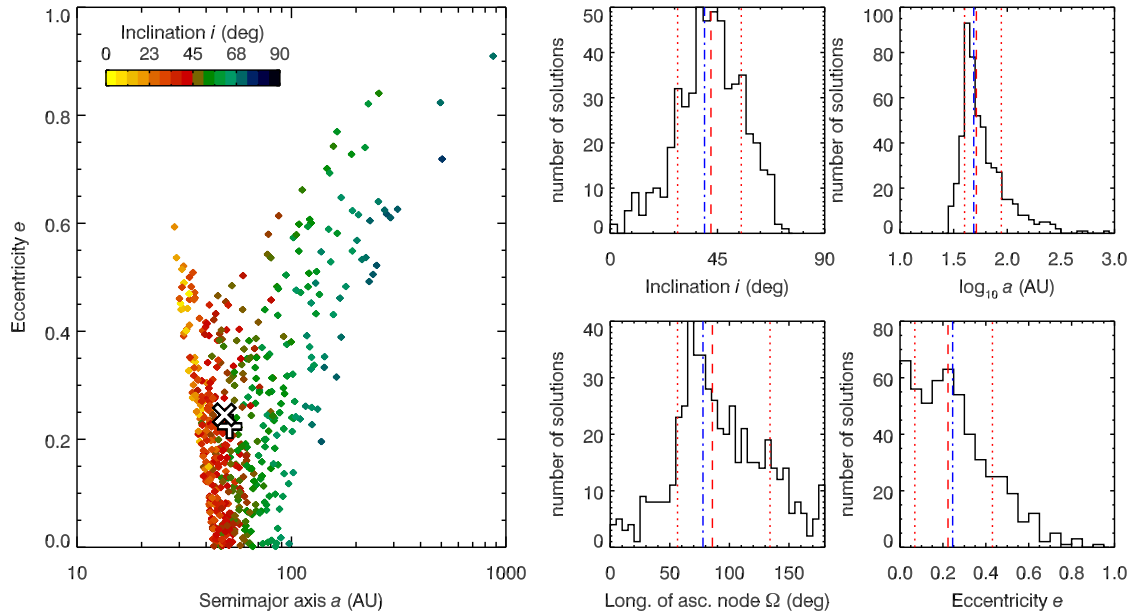 Inclination i (deg)
0 23 45 68 90
1.0
0.8
0.6
0.4
0.2
0.0
Eccentricity e
10 100 1000
Semimajor axis a (AU)
50
40
30
20
10
0
number of solutions
0 45 90
Inclination i (deg)
100
80
60
40
20
0
number of solutions
1.0 1.5 2.0 2.5 3.0
log10 a (AU)
40
30
20
10
0
number of solutions
0 50 100 150
Long. of asc. node Ω (deg)
80
60
40
20
0
number of solutions
0.0 0.2 0.4 0.6 0.8 1.0
Eccentricity e